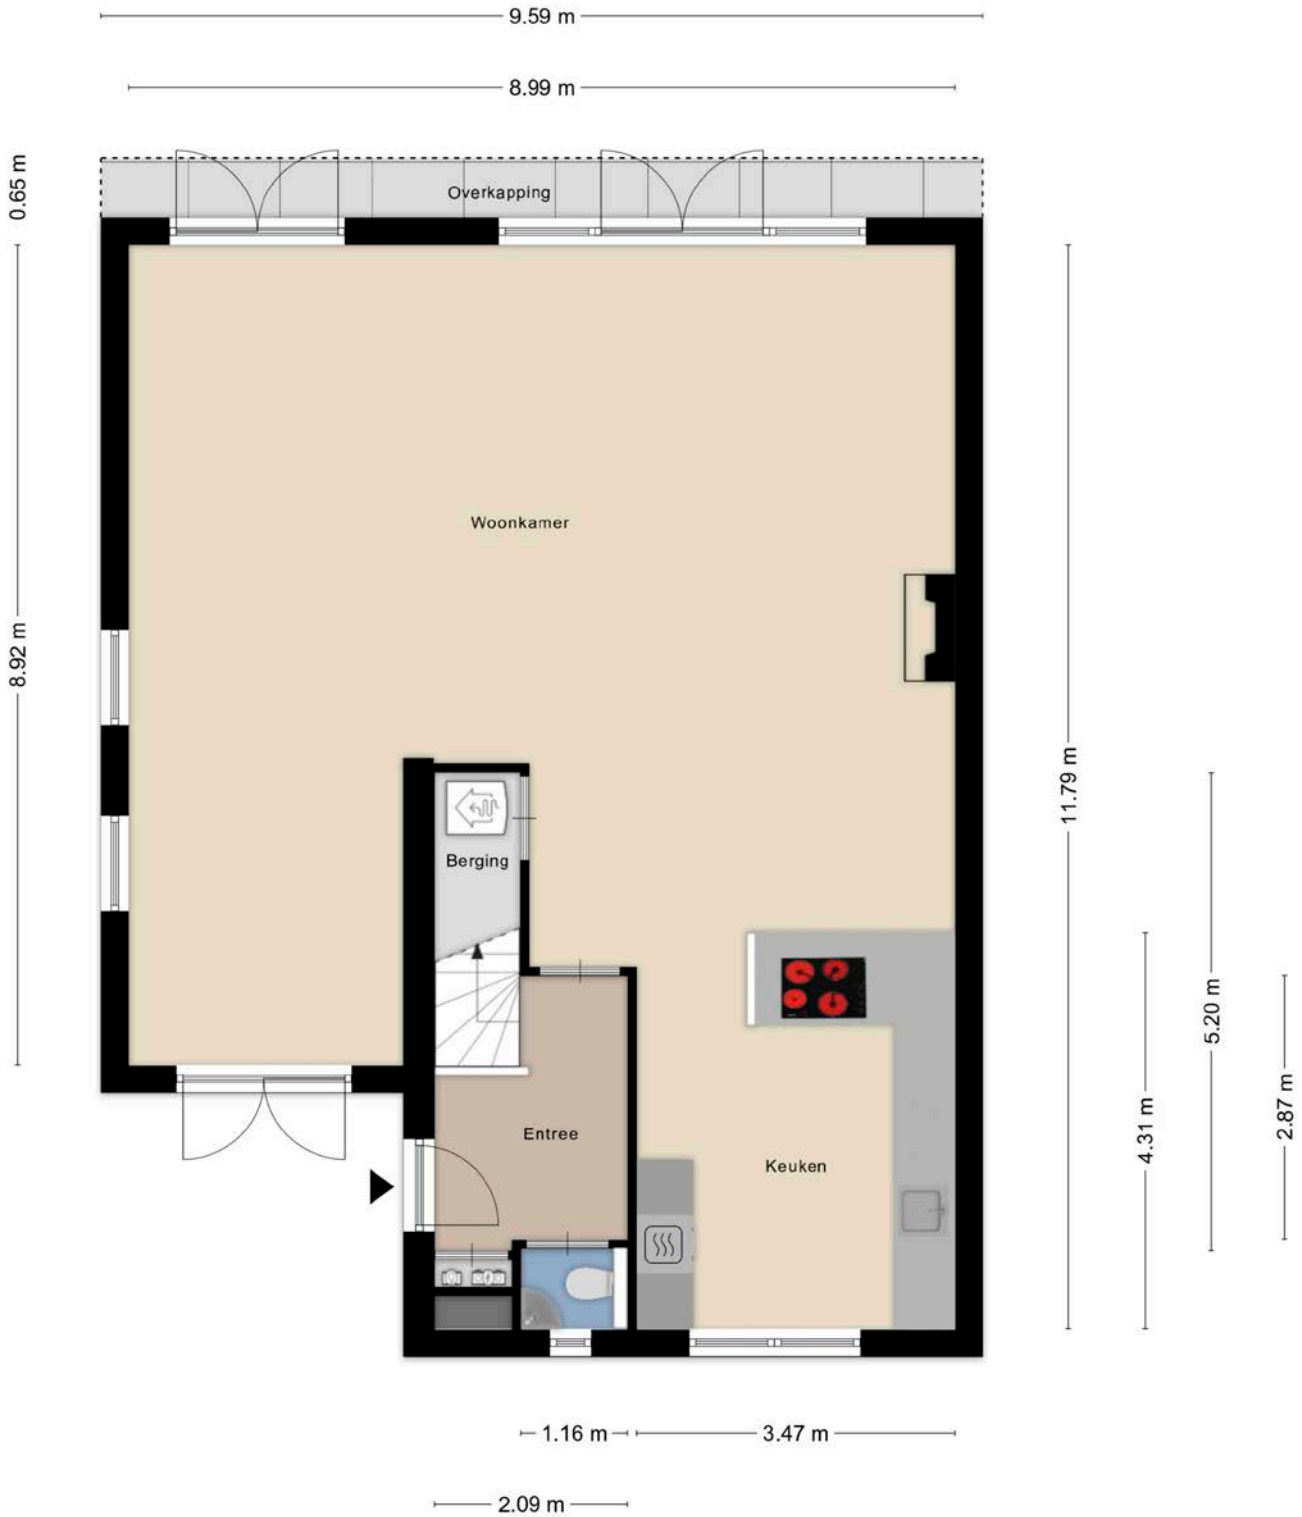 9.59 m
8.99 m
0.65 m
Overkapping
Woonkamer
8.92 m
11.79 m
Berging
5.20 m
2.87 m
4.31 m
Entree
Keuken
1.16 m
3.47 m
2.09 m